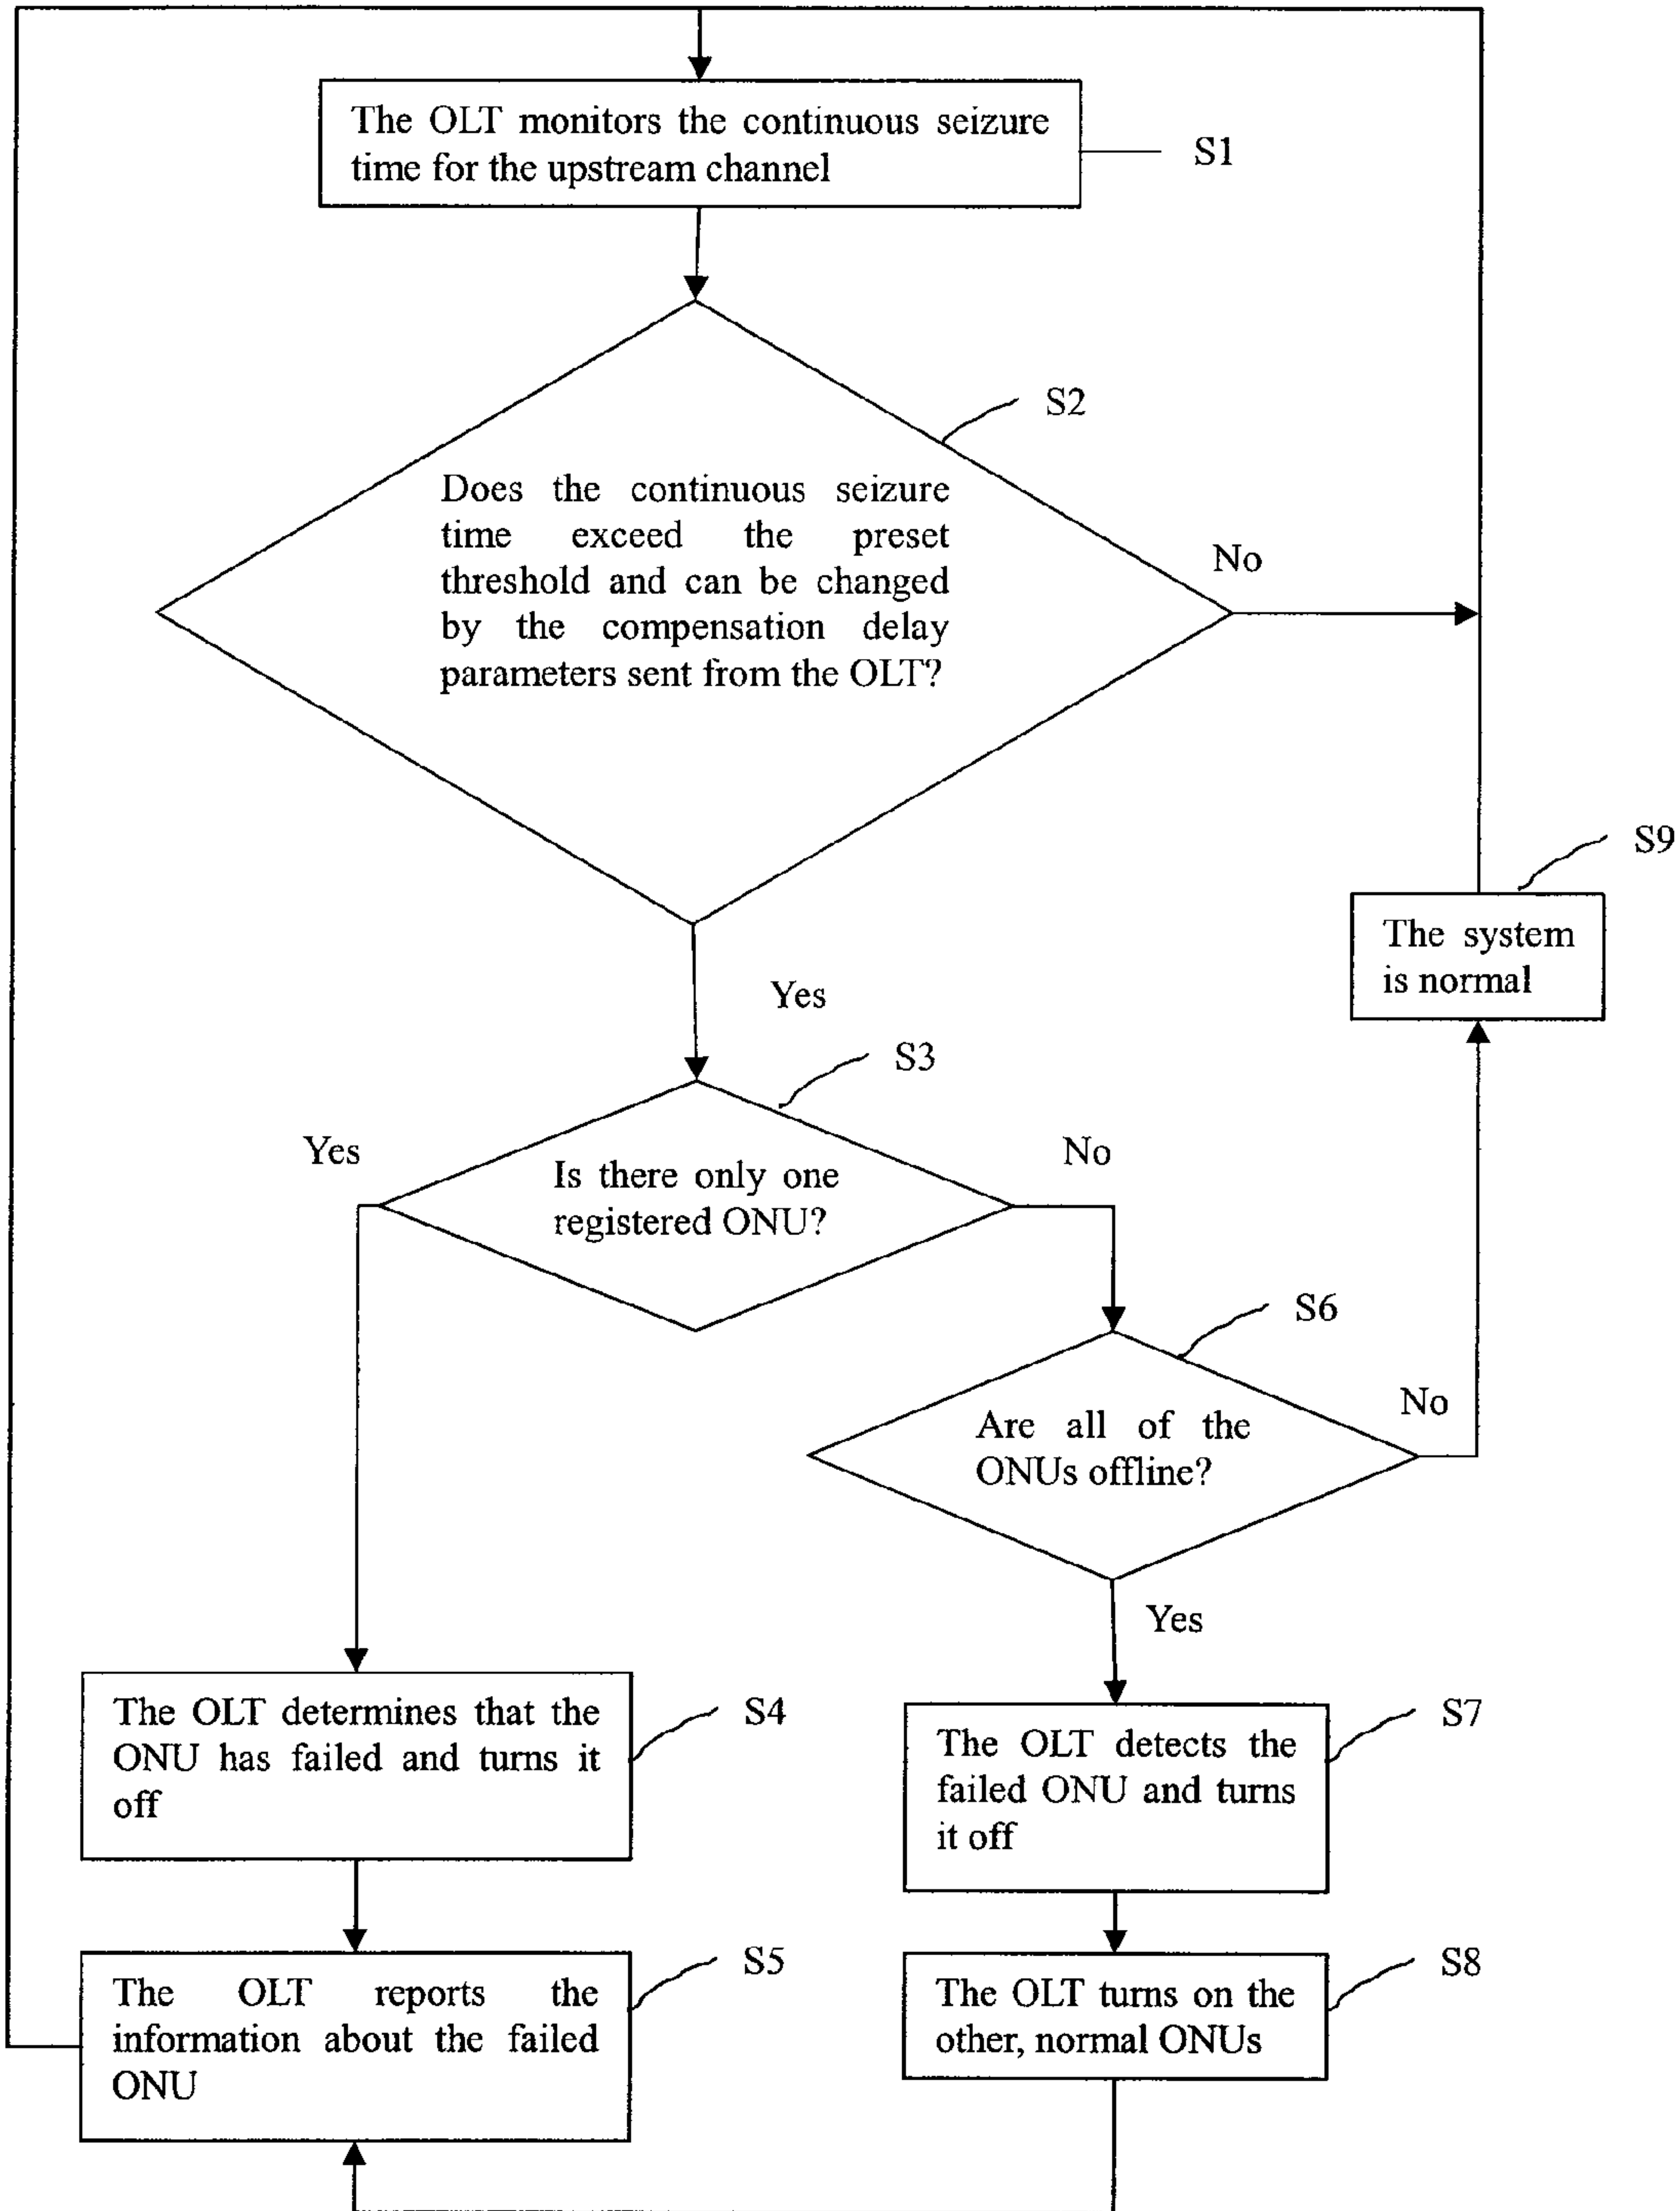 The OLT monitors the continuous seizure
time for the upstream channel
S1
S2
Does the continuous seizure
time exceed the preset
threshold and can be changed
by the compensation delay
parameters sent from the OLT?
No
S9
The system
is normal
Yes
S3
Yes
No
Is there only one
registered ONU?
S6
No
Are all of the
ONUs offline?
Yes
The OLT determines that the
ONU has failed and turns it
off
S4
The OLT detects the
failed ONU and turns
it off
S7
The OLT reports the
information about the failed
ONU
S5
The OLT turns on the
other, normal ONUs
S8